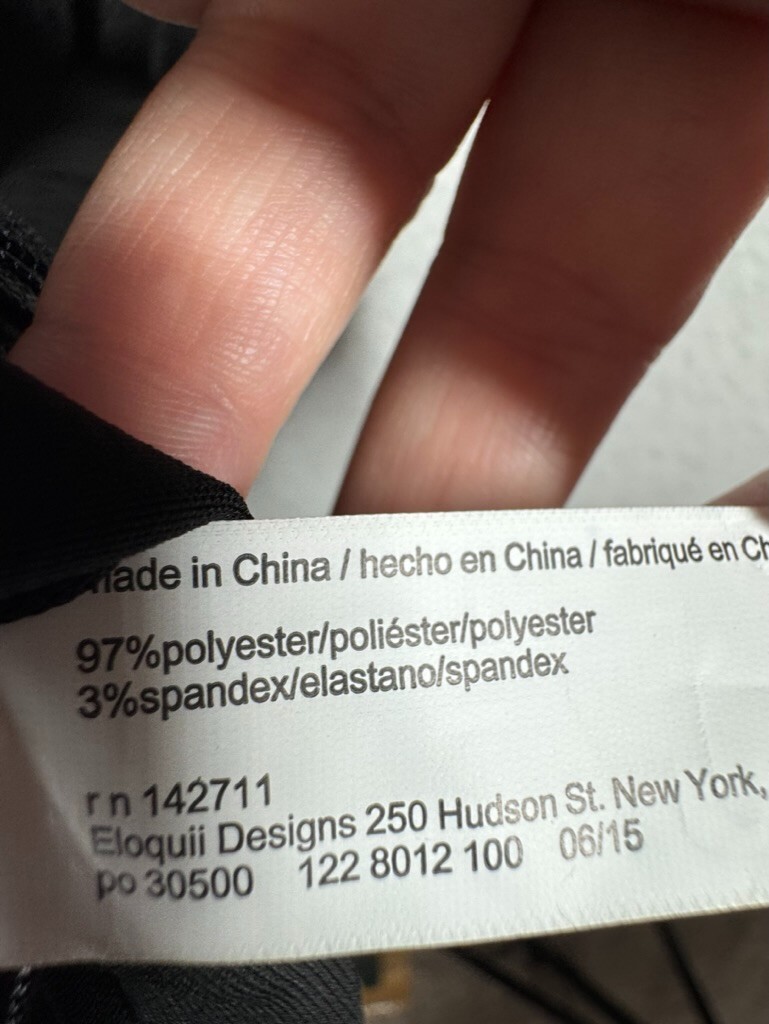 made in China / hecho en China / fabriqué en Ch
97%polyester/poliéster/polyester
3%spandex/elastano/spandex
r n 142711
Eloquii Designs 250 Hudson St. New York,
po 30500 122 8012 100 06/15